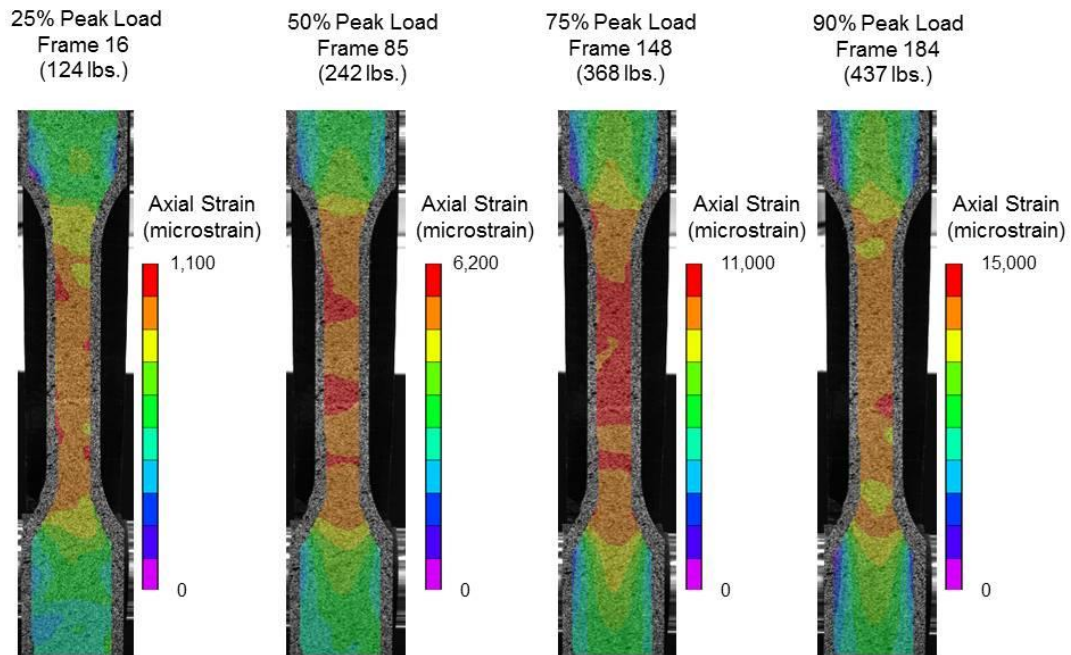 25% Peak Load
Frame 16
(124 lbs.)
50% Peak Load
Frame 85
(242 lbs.)
75% Peak Load
Frame 148
(368 lbs.)
90% Peak Load
Frame 184
(437 lbs.)
Axial Strain
(microstrain)
1,100
0
Axial Strain
(microstrain)
6,200
0
Axial Strain
(microstrain)
11,000
0
Axial Strain
(microstrain)
15,000
0